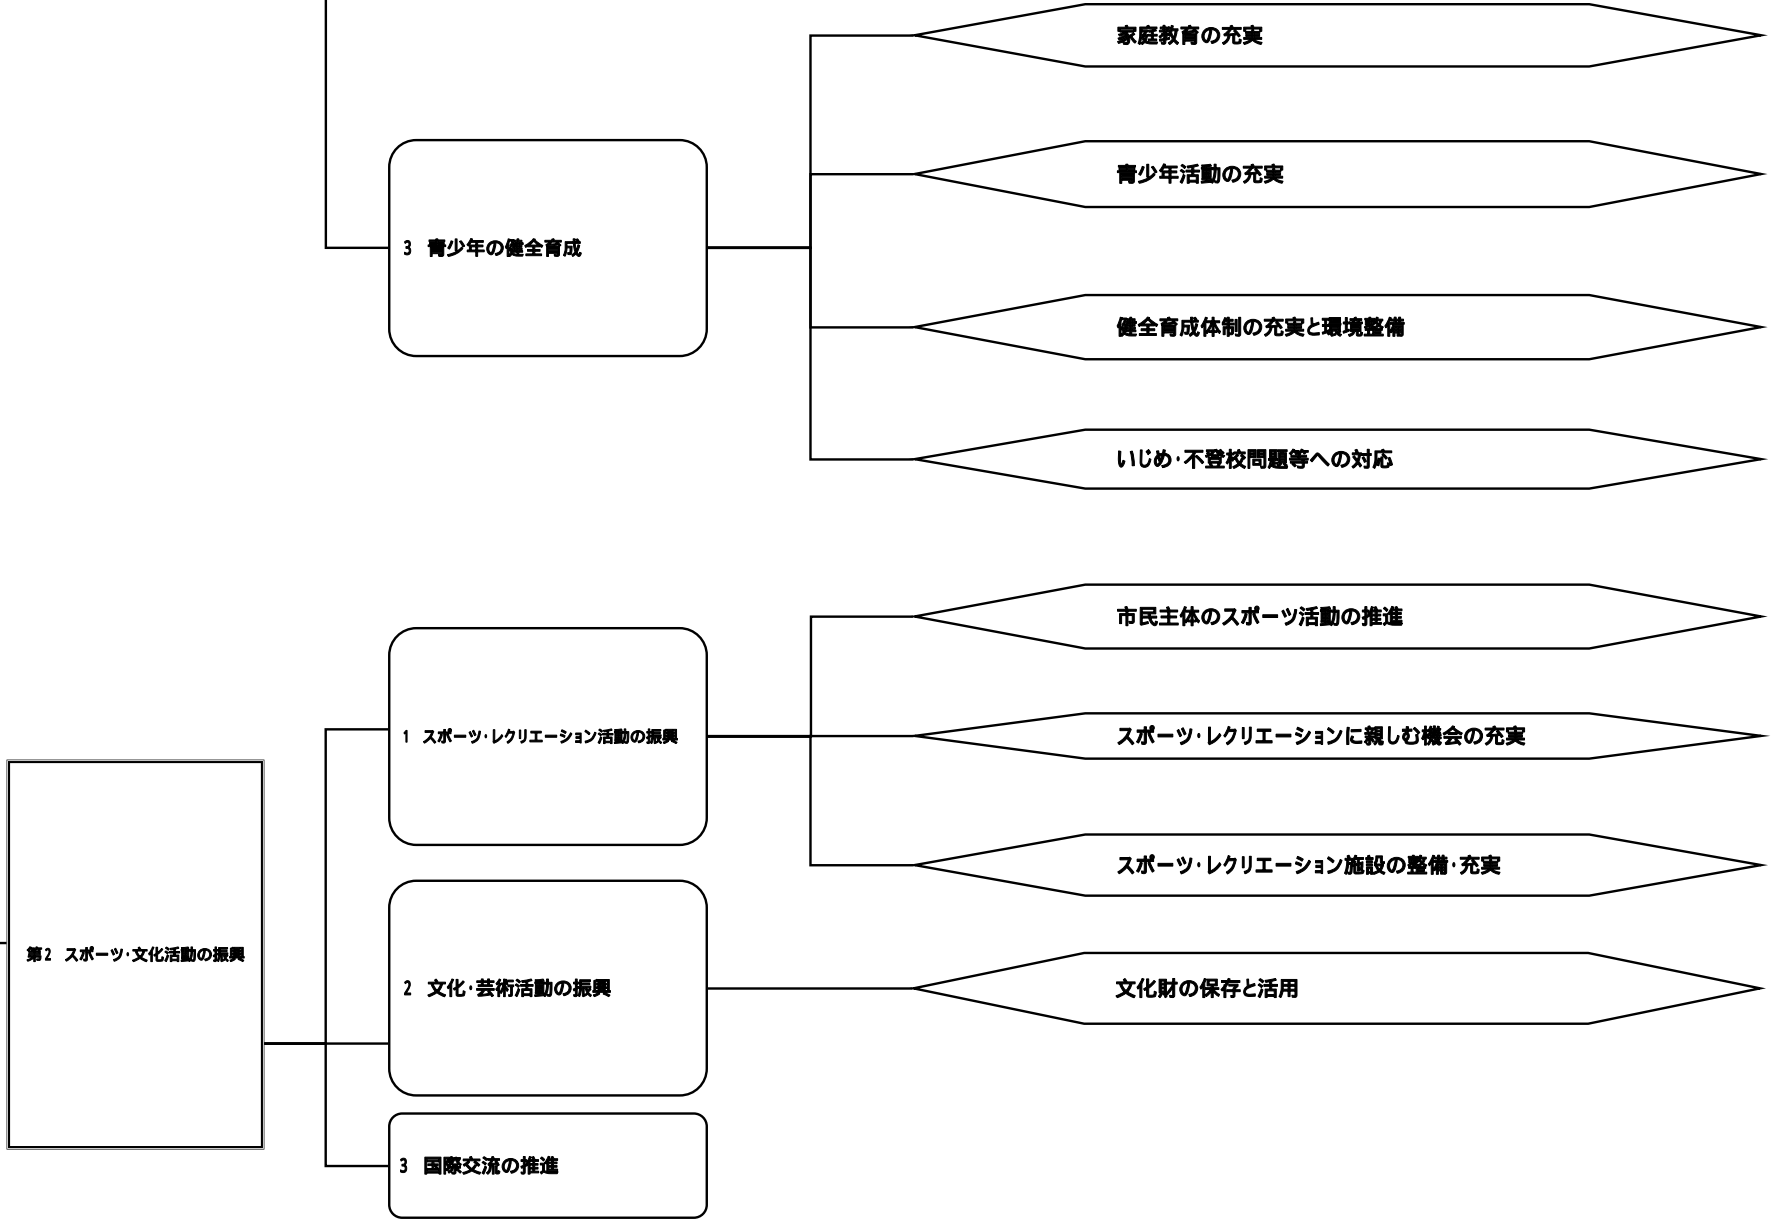 家庭教育の充実
青少年活動の充実
3 青少年の健全育成
健全育成体制の充実と環境整備
いじめ・不登校問題等への対応
市民主体のスポーツ活動の推進
1 スポーツ・レクリエーション活動の振興
スポーツ・レクリエーションに親しむ機会の充実
スポーツ・レクリエーション施設の整備・充実
第2 スポーツ・文化活動の振興
2 文化・芸術活動の振興
文化財の保存と活用
3 国際交流の推進